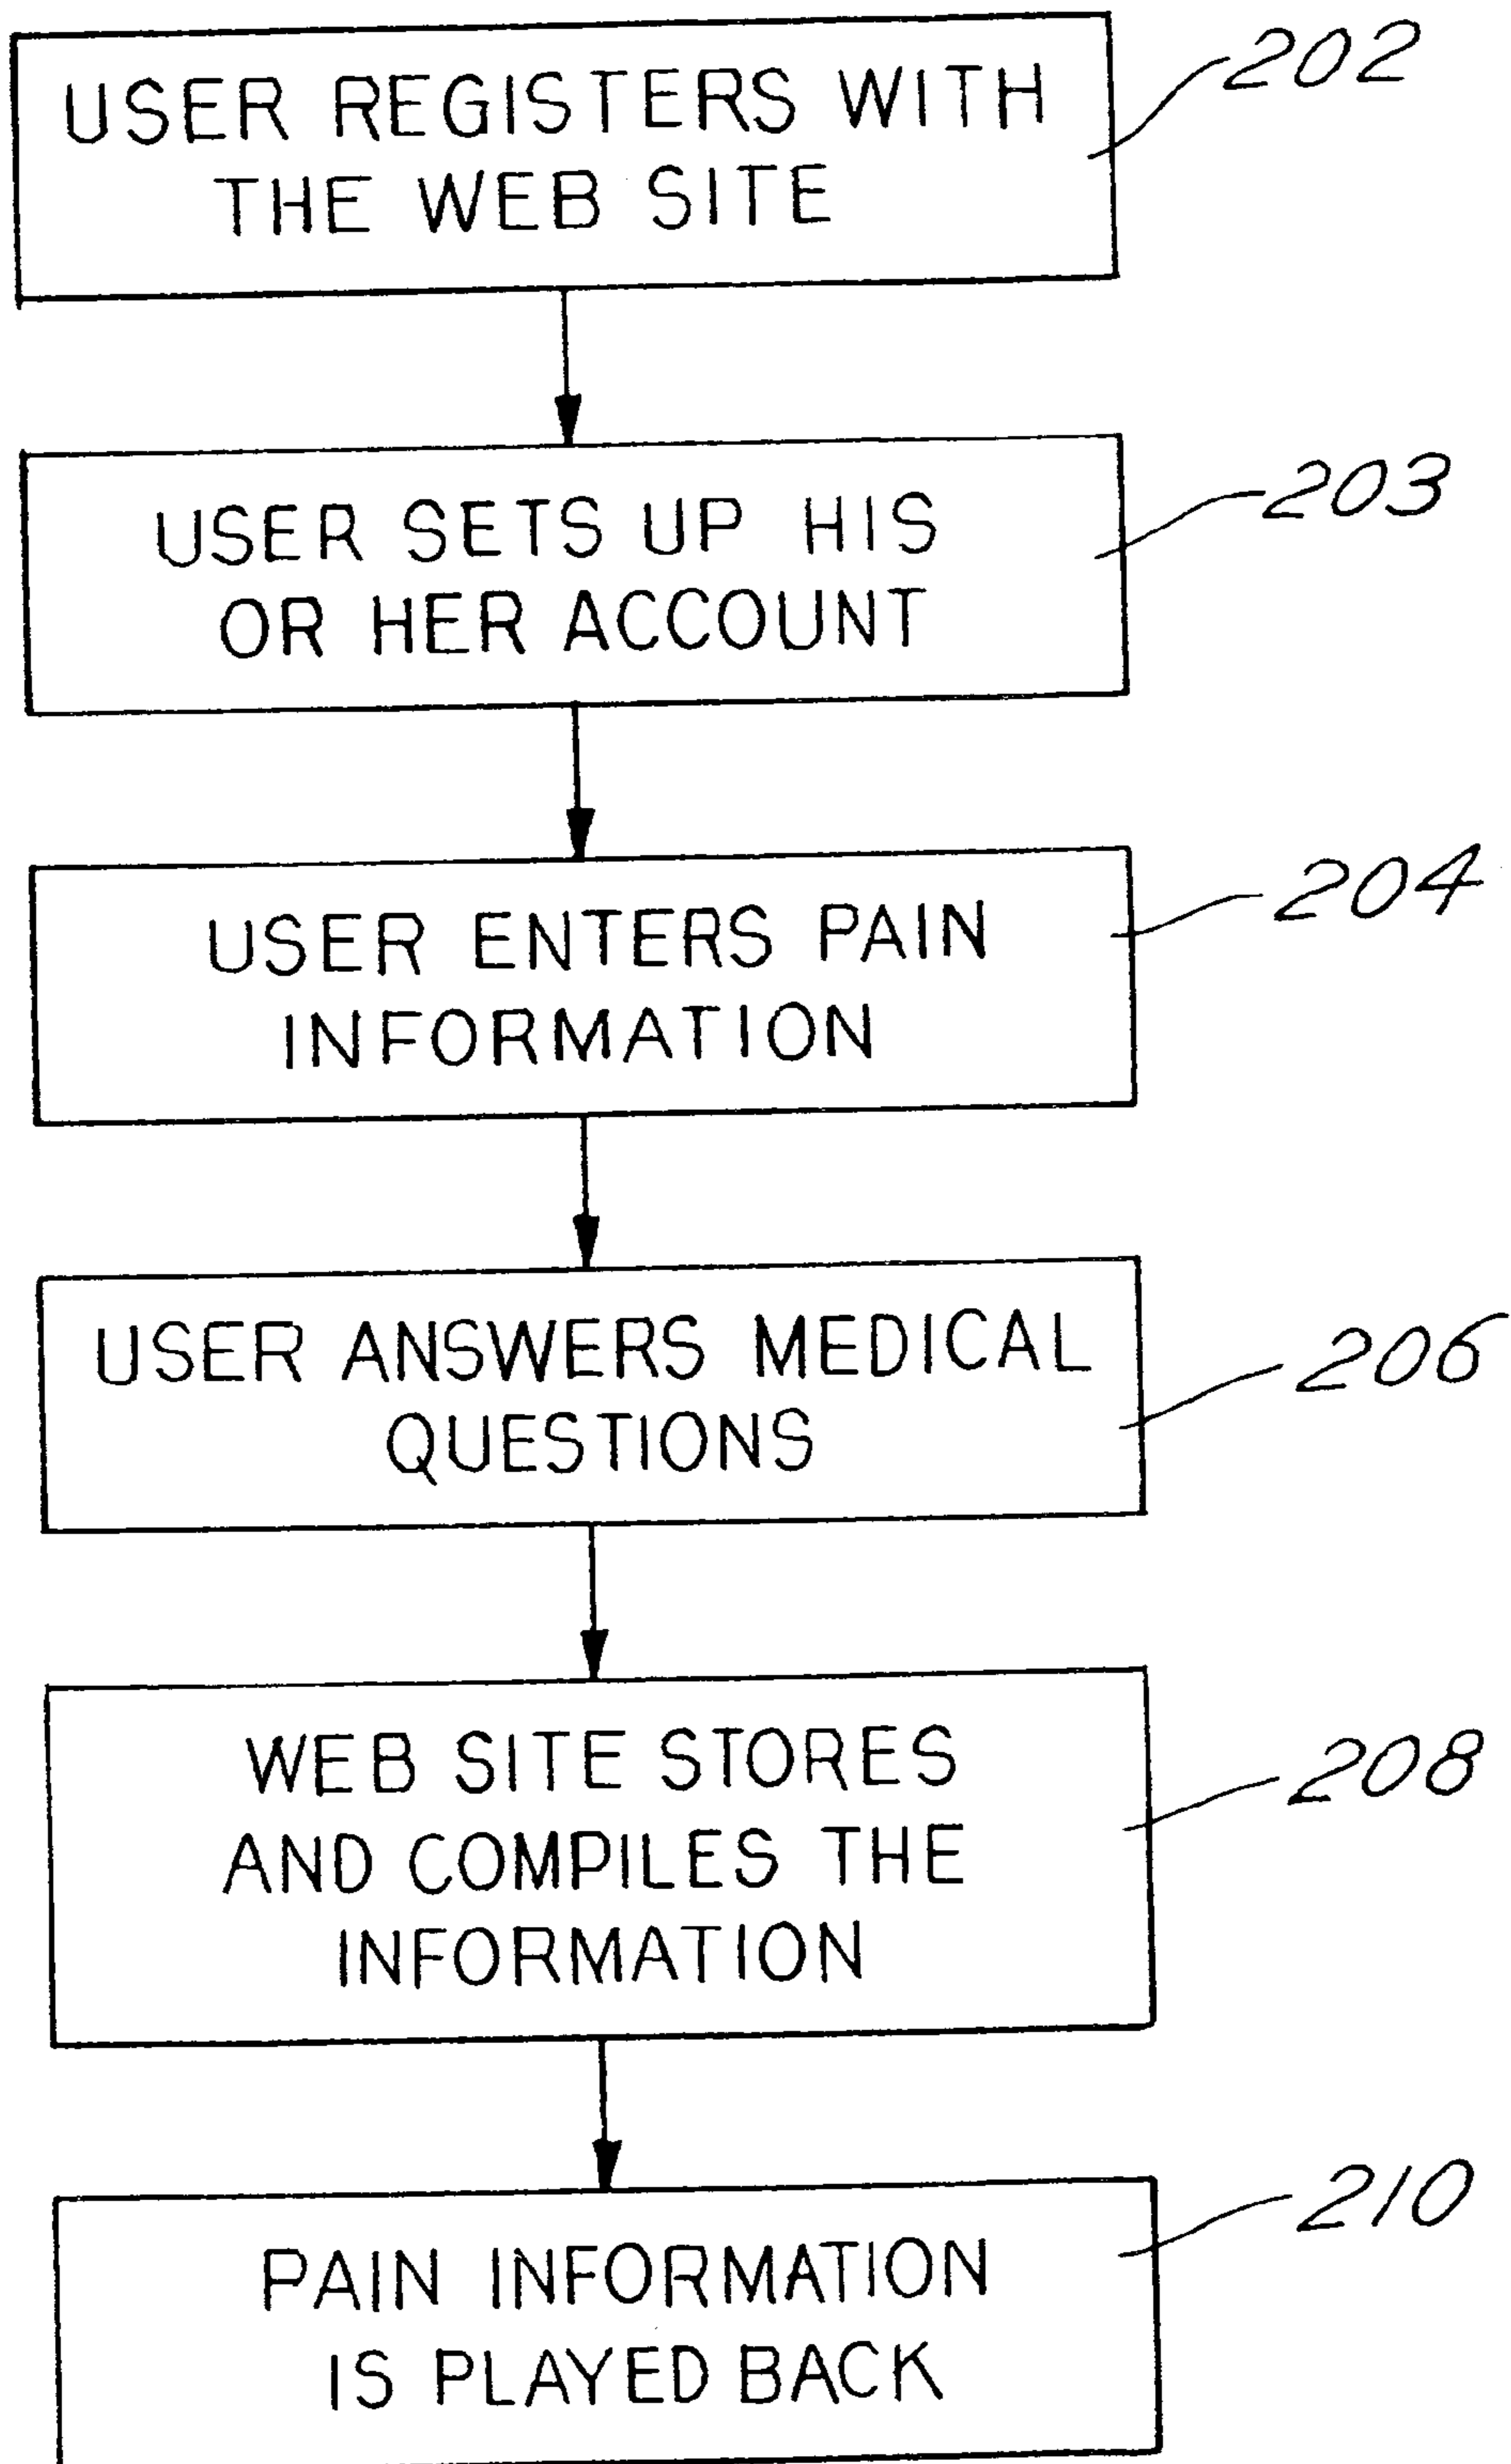 USER REGISTERS WITH
THE WEB SITE
202
USER SETS UP HIS
OR HER ACCOUNT
203
USER ENTERS PAIN
INFORMATION
204
USER ANSWERS MEDICAL
QUESTIONS
206
WEB SITE STORES
AND COMPILES THE
INFORMATION
208
PAIN INFORMATION
IS PLAYED BACK
210